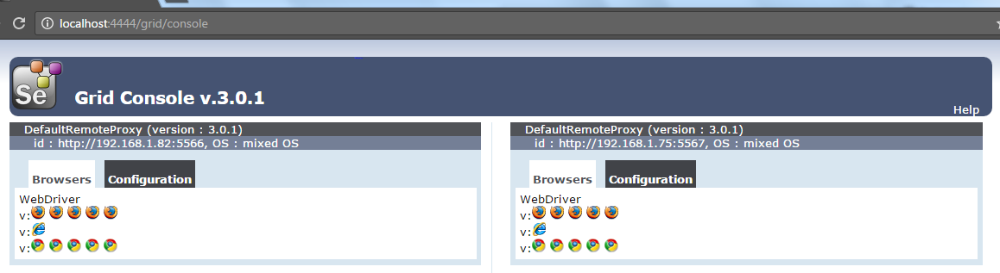 localhost:4444/grid/console
Se
Grid Console v.3.0.1
Help
DefaultRemoteProxy (version : 3.0.1)
id : http://192.168.1.82:5566, OS : mixed OS
Browsers Configuration
WebDriver
v:
v:
v:
DefaultRemoteProxy (version : 3.0.1)
id : http://192.168.1.75:5567, OS : mixed OS
Browsers Configuration
WebDriver
v:
v:
v: